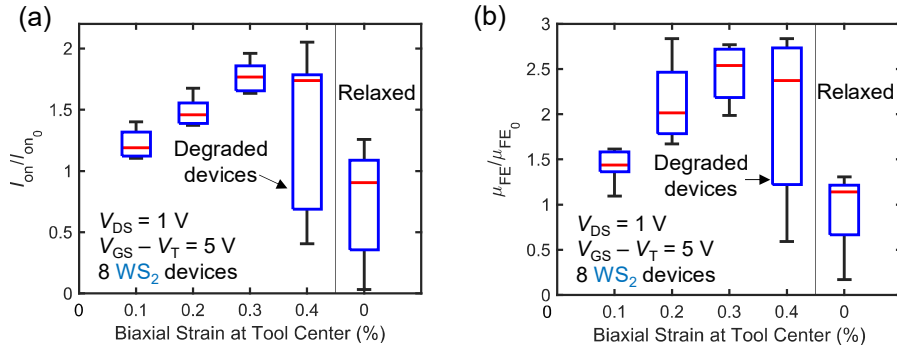 (a)
2
1.5
1
0.5
0
I_on/I_on_0
Relaxed
Degraded
devices
V_DS = 1 V
V_GS – V_T = 5 V
8 WS_2 devices
0 0.1 0.2 0.3 0.4 0
Biaxial Strain at Tool Center (%)
(b)
3
2.5
2
1.5
1
0.5
0
μ_FE/μ_FE_0
Relaxed
Degraded
devices
V_DS = 1 V
V_GS – V_T = 5 V
8 WS_2 devices
0 0.1 0.2 0.3 0.4 0 0
Biaxial Strain at Tool Center (%)